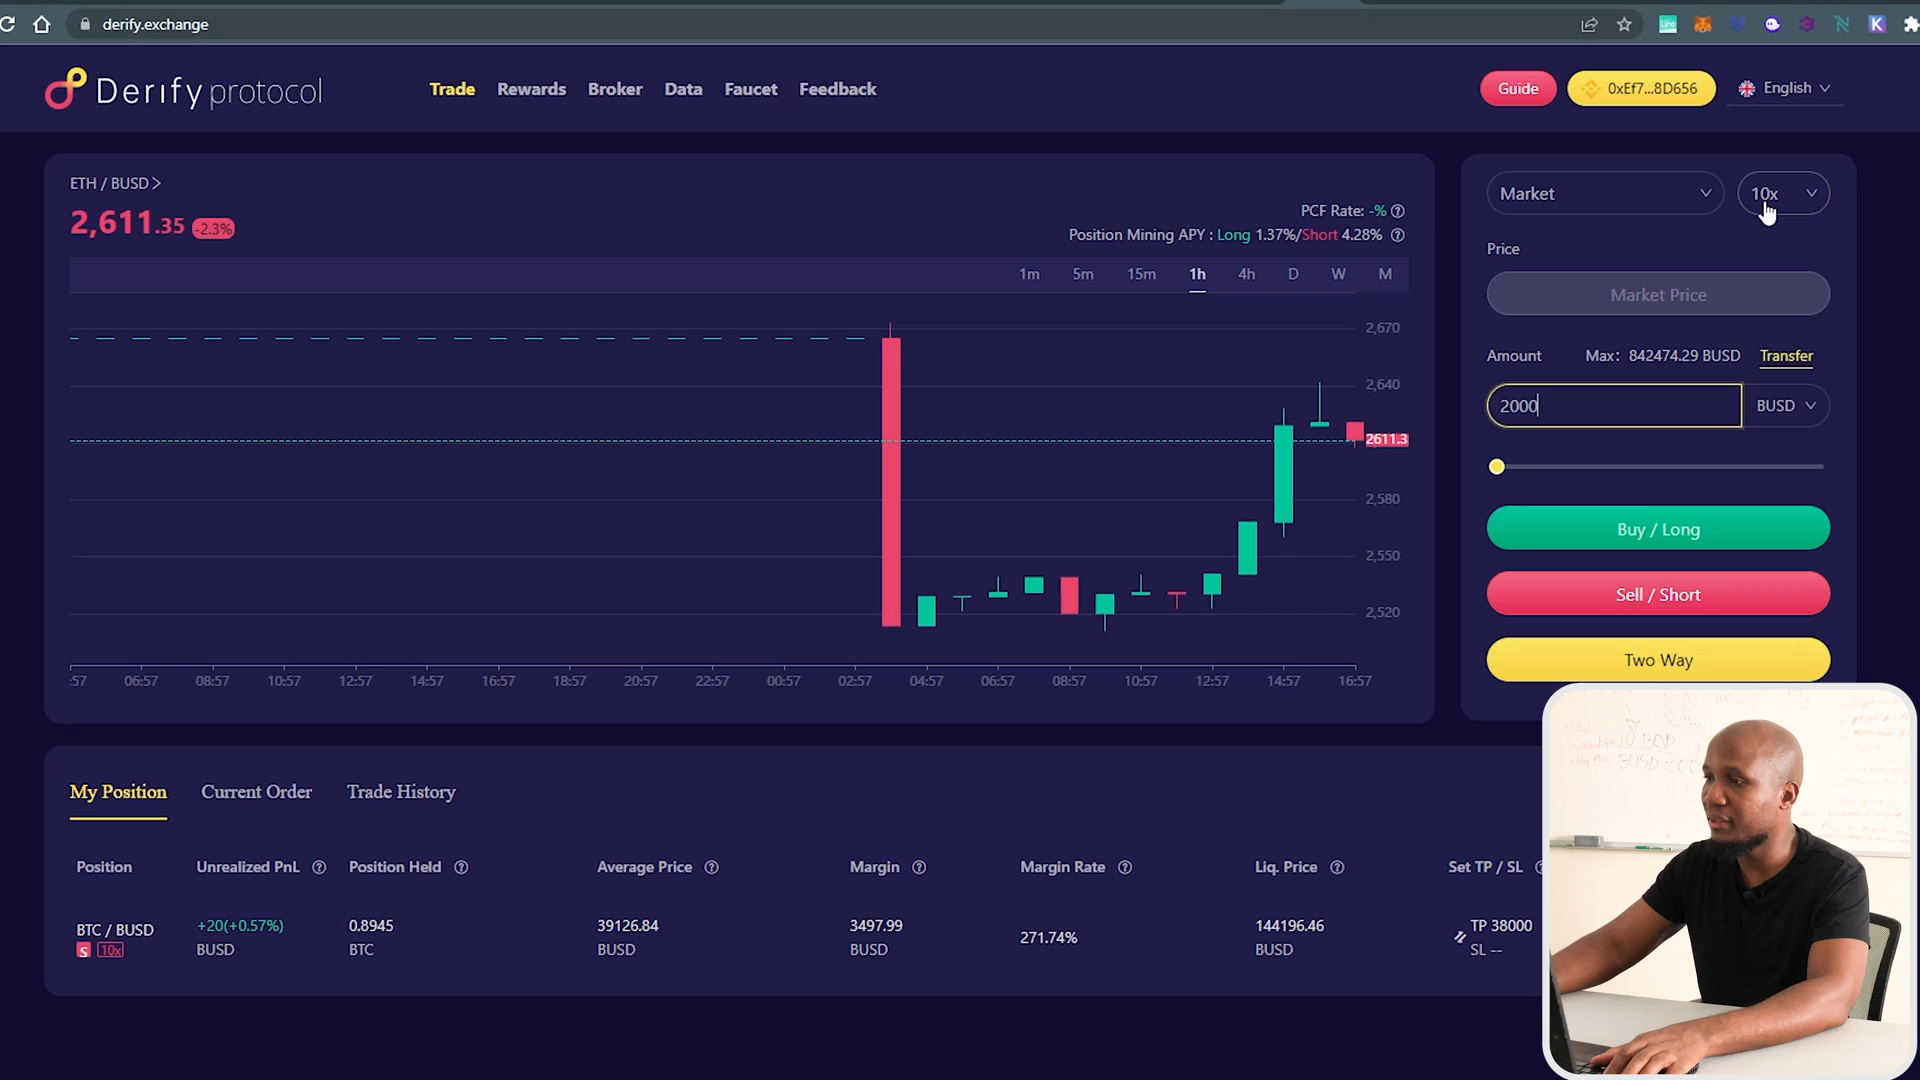 derify.exchange
Derify protocol
Trade Rewards Broker Data Faucet Feedback
Guide 0xEf7...8D656 English
ETH / BUSD >
2,611.35 -2.3%
PCF Rate: -%
Position Mining APY : Long 1.37%/Short 4.28%
1m 5m 15m 1h 4h D W M
2,670
2,640
2611.3
2,580
2,550
2,520
:57 06:57 08:57 10:57 12:57 14:57 16:57 18:57 20:57 22:57 00:57 02:57 04:57 06:57 08:57 10:57 12:57 14:57 16:57
Market 10x
Price
Market Price
Amount Max: 842474.29 BUSD Transfer
2000 BUSD
Buy / Long
Sell / Short
Two Way
My Position Current Order Trade History
Position Unrealized PnL Position Held Average Price Margin Margin Rate Liq. Price Set TP / SL
BTC / BUSD +20(+0.57%) 0.8945 39126.84 3497.99 271.74% 144196.46 TP 38000
S 10x BUSD BTC BUSD BUSD BUSD SL --